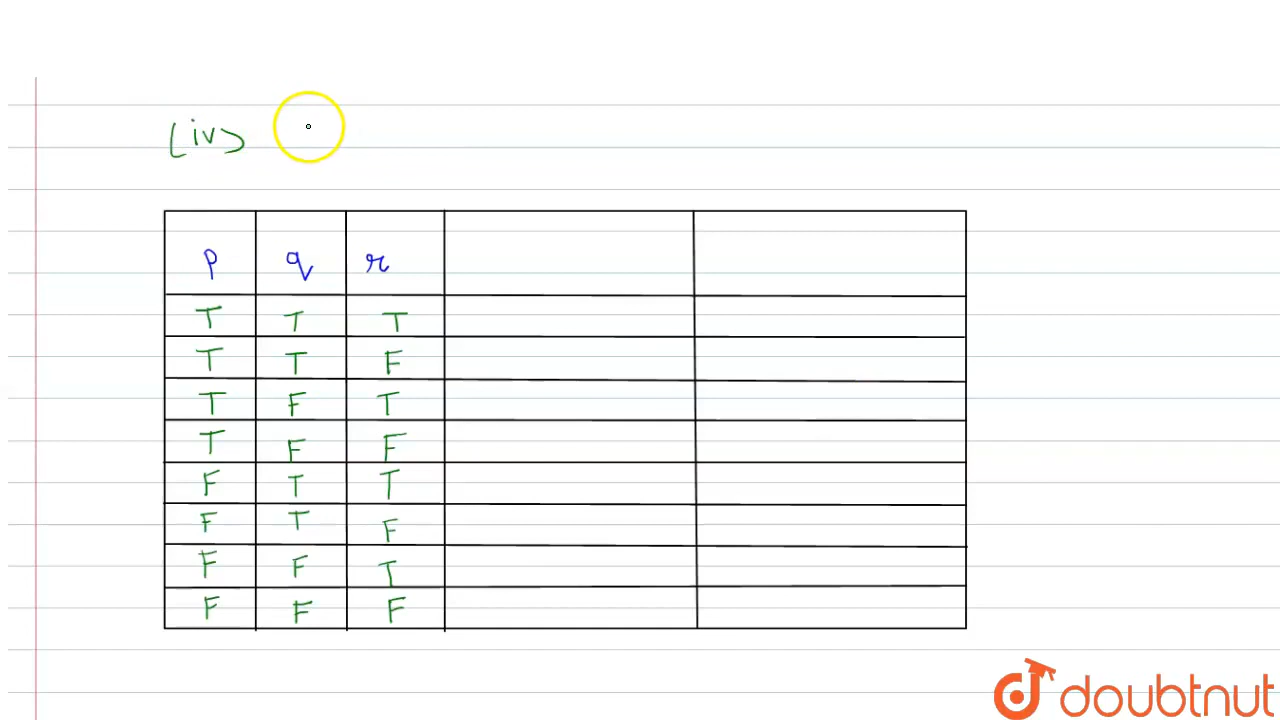 (iv)
p q r
T T T
T T F
T F T
T F F
F T T
F T F
F F T
F F F
doubtnut